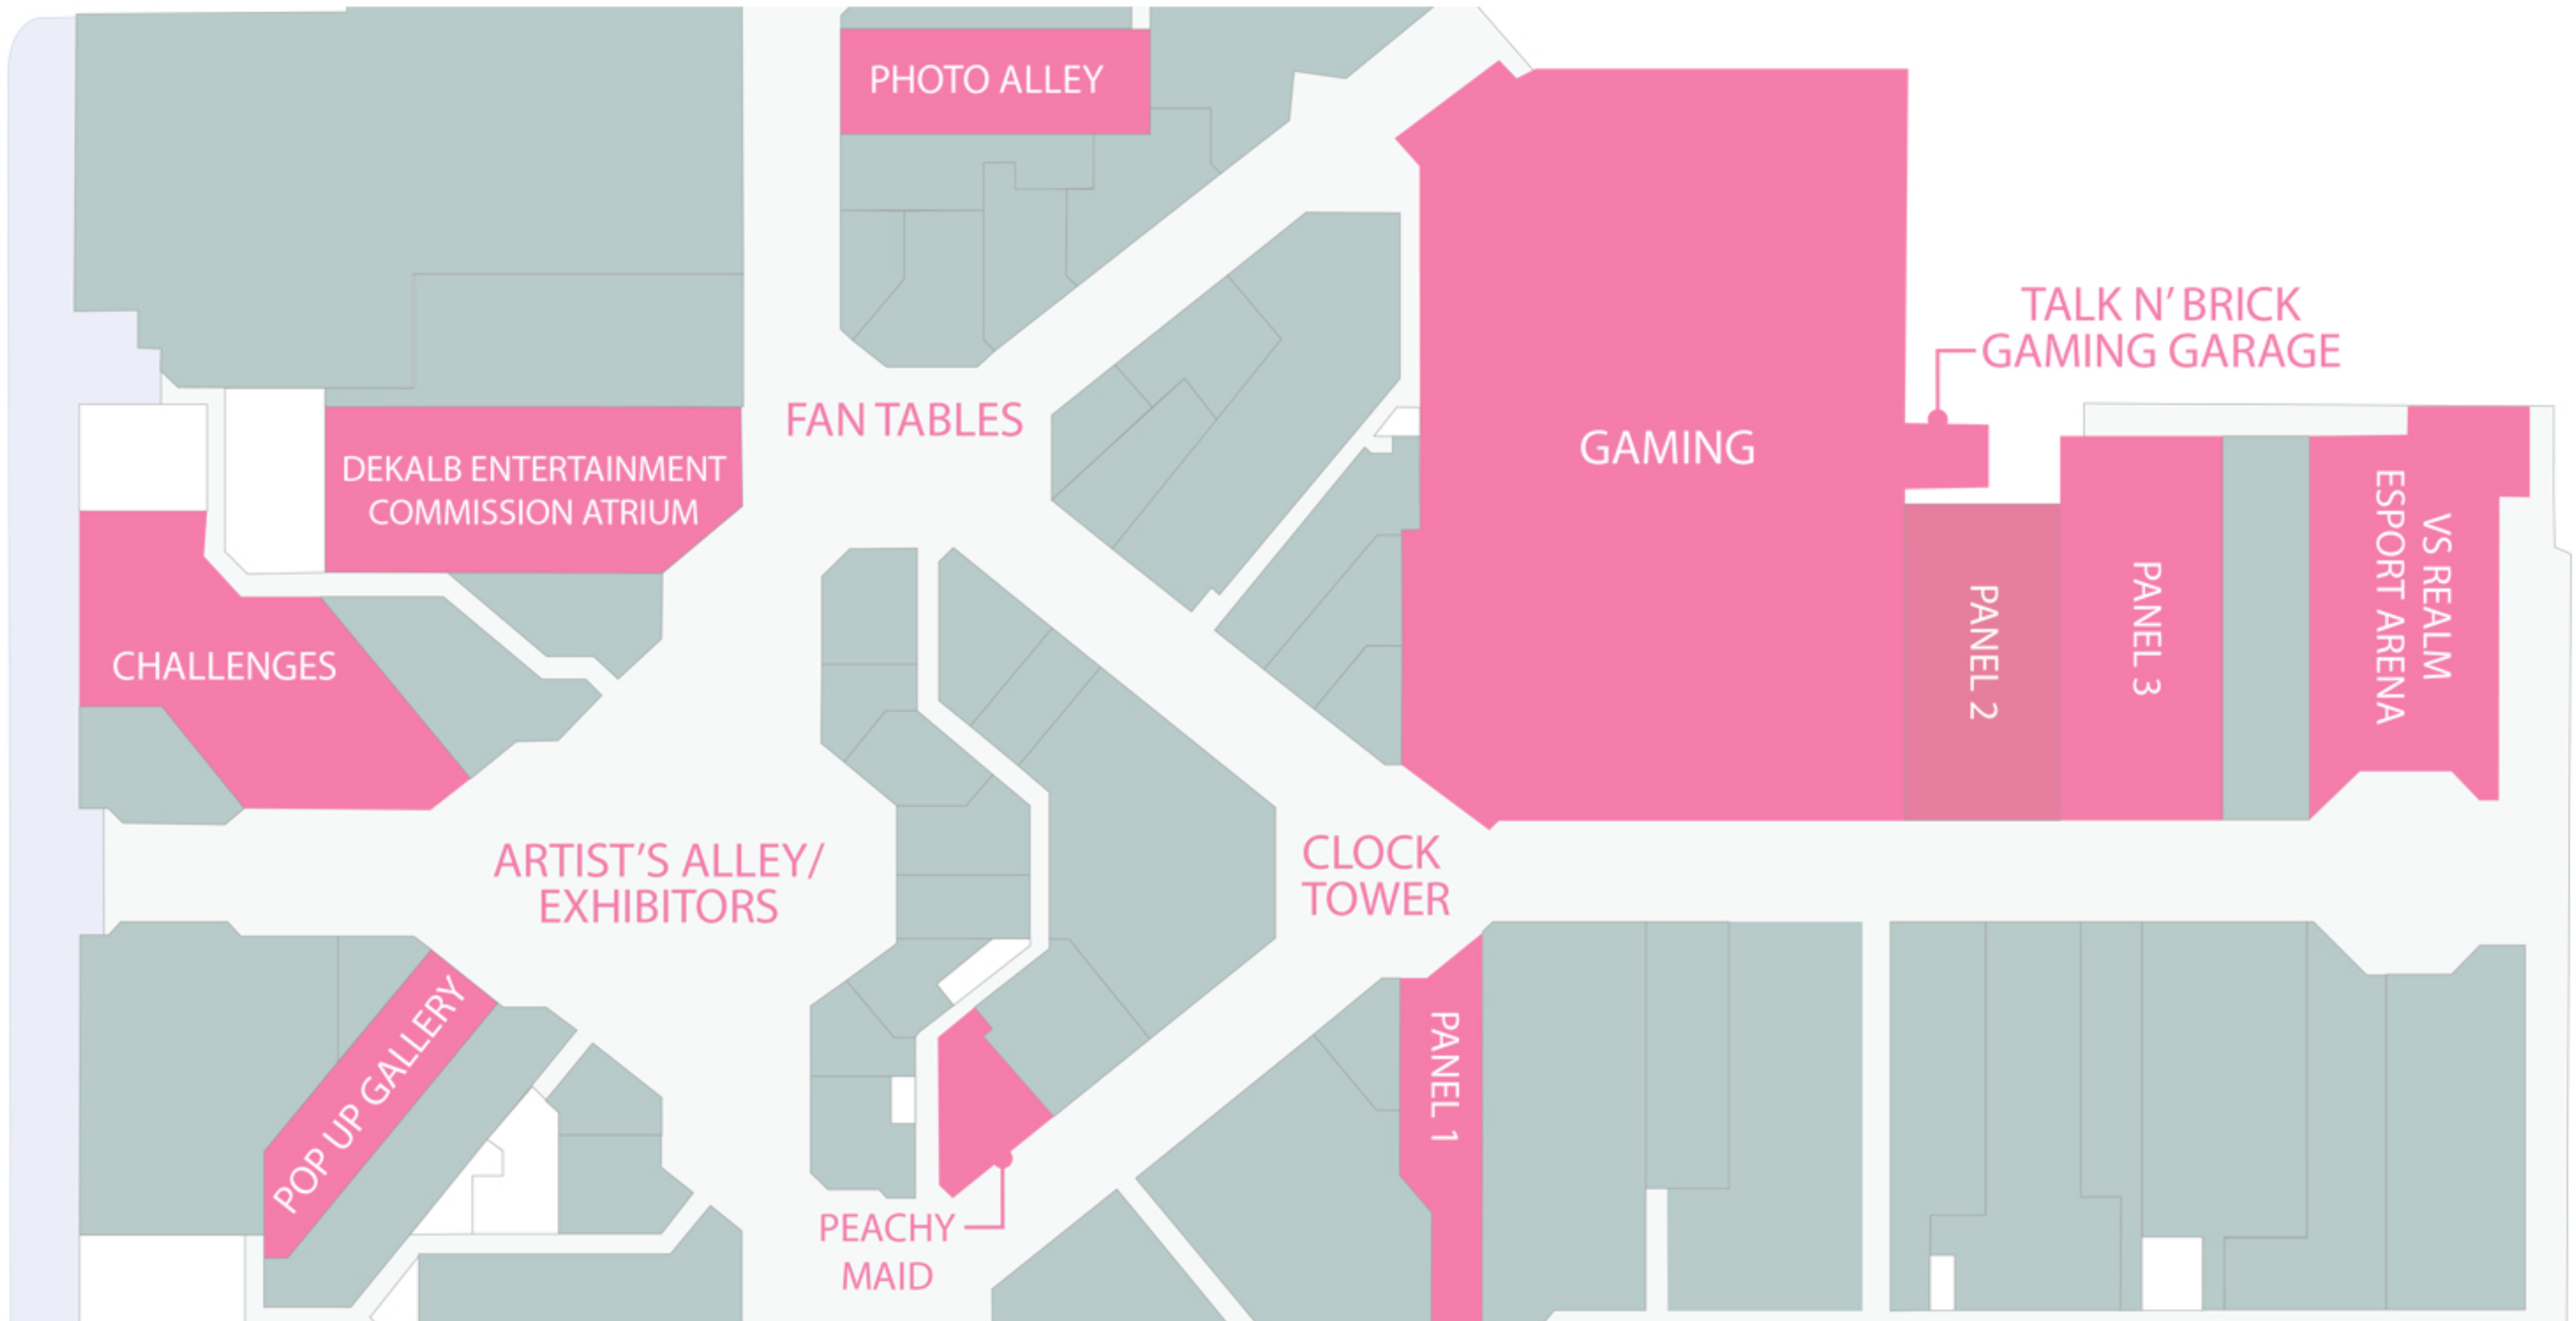 PHOTO ALLEY
TALK N’ BRICK
GAMING GARAGE
FAN TABLES
GAMING
DEKALB ENTERTAINMENT
COMMISSION ATRIUM
VS REALM
ESPORT ARENA
PANEL 3
PANEL 2
CHALLENGES
ARTIST’S ALLEY/
EXHIBITORS
CLOCK
TOWER
POP UP GALLERY
PANEL 1
PEACHY
MAID